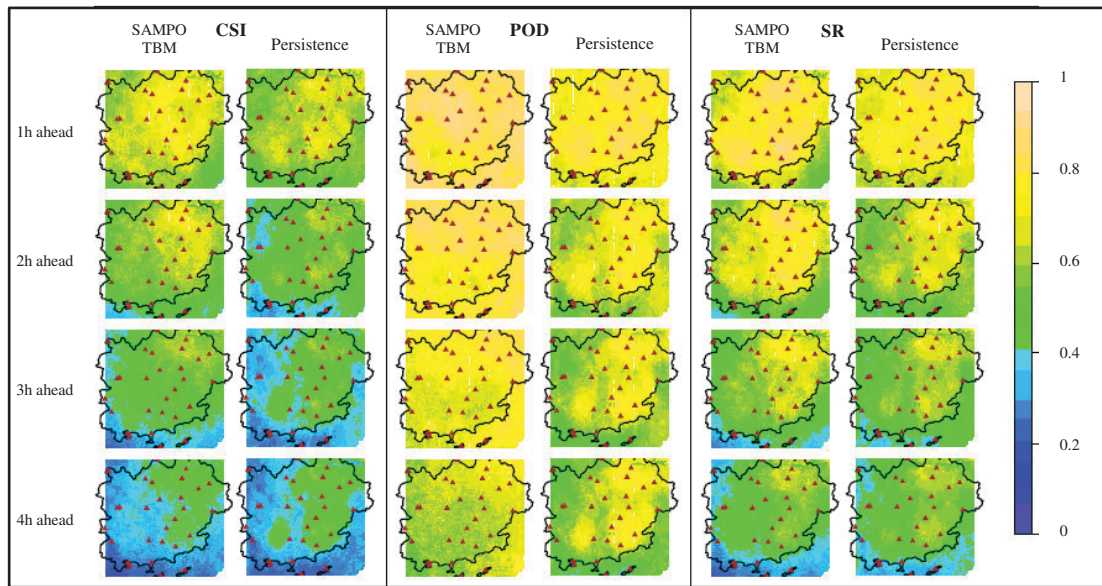 SAMPO TBM CSI Persistence
SAMPO TBM POD Persistence
SAMPO TBM SR Persistence
1h ahead
2h ahead
3h ahead
4h ahead
1
0.8
0.6
0.4
0.2
0